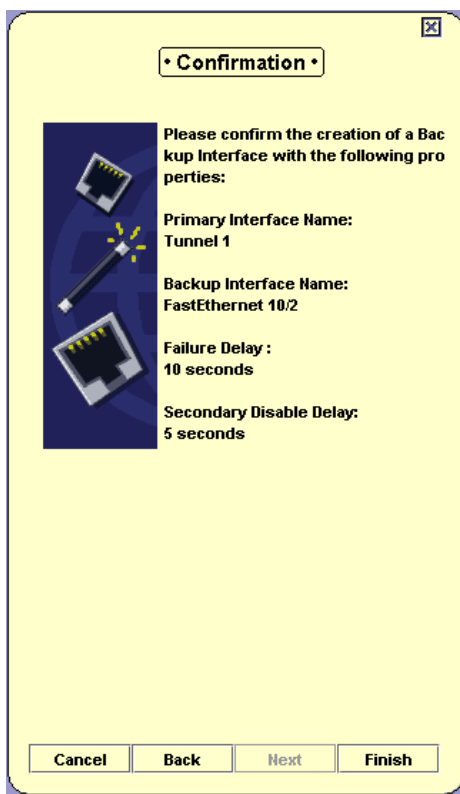 • Confirmation •
Please confirm the creation of a Bac
kup Interface with the following pro
perties:
Primary Interface Name:
Tunnel 1
Backup Interface Name:
FastEthernet 10/2
Failure Delay :
10 seconds
Secondary Disable Delay:
5 seconds
Cancel Back Next Finish